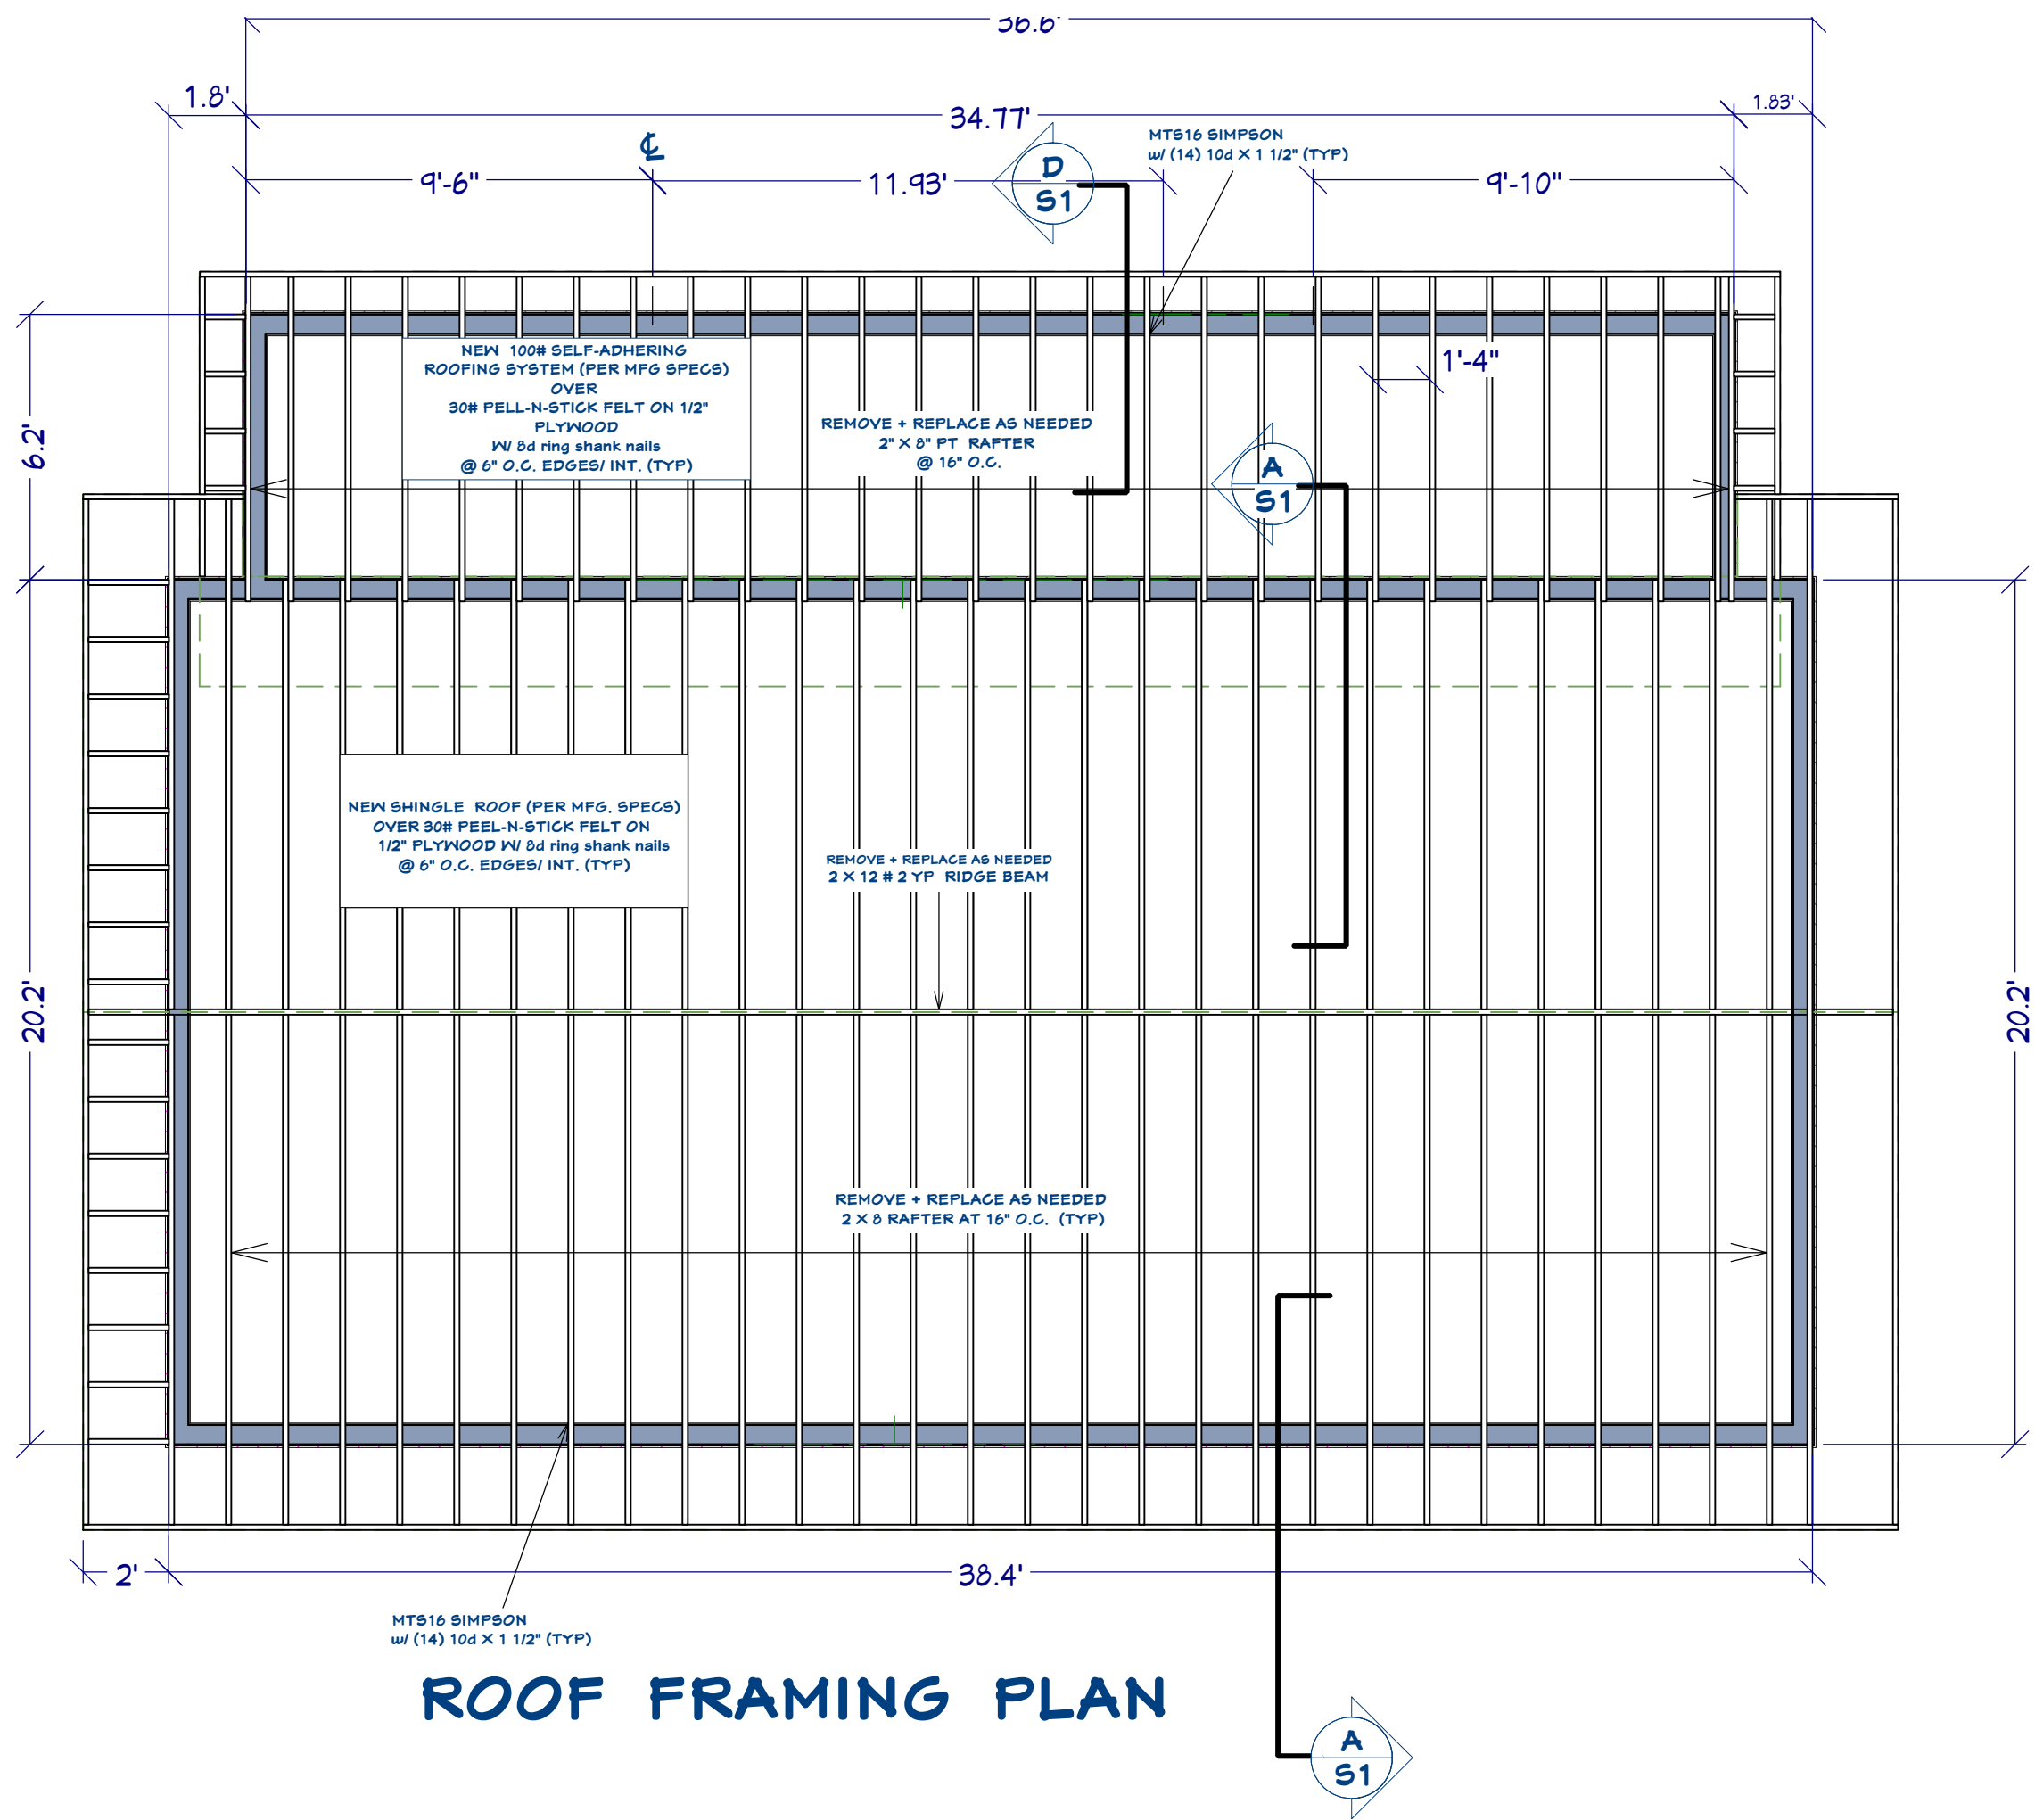 36.6'
1.8'
34.77'
1.83'
MTS16 SIMPSON
w/ (14) 10d X 1 1/2" (TYP)
℄
D
S1
9'-6"
11.93'
9'-10"
NEW 100# SELF-ADHERING
ROOFING SYSTEM (PER MFG SPECS)
OVER
30# PELL-N-STICK FELT ON 1/2"
PLYWOOD
W/ 8d ring shank nails
@ 6" O.C. EDGES/ INT. (TYP)
1'-4"
REMOVE + REPLACE AS NEEDED
2" X 8" PT RAFTER
@ 16" O.C.
6.2'
A
S1
NEW SHINGLE ROOF (PER MFG. SPECS)
OVER 30# PEEL-N-STICK FELT ON
1/2" PLYWOOD W/ 8d ring shank nails
@ 6" O.C. EDGES/ INT. (TYP)
REMOVE + REPLACE AS NEEDED
2 X 12 # 2 YP RIDGE BEAM
20.2'
20.2'
REMOVE + REPLACE AS NEEDED
2 X 8 RAFTER AT 16" O.C. (TYP)
2'
38.4'
MTS16 SIMPSON
w/ (14) 10d X 1 1/2" (TYP)
ROOF FRAMING PLAN
A
S1